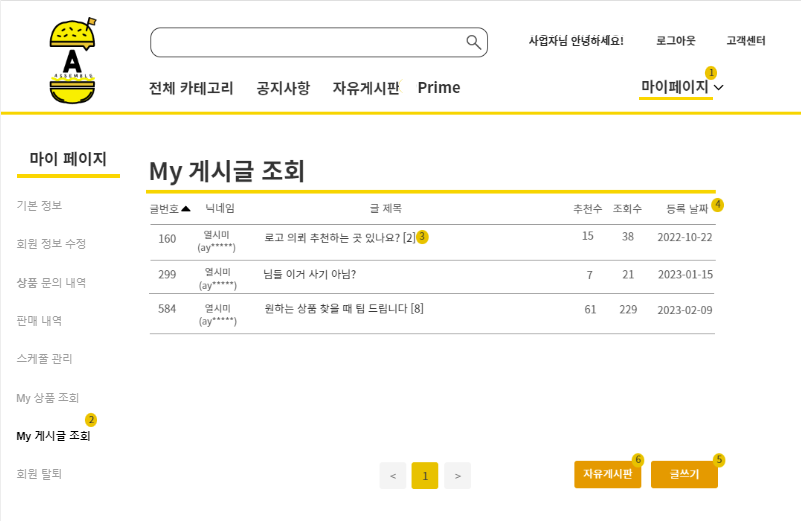 A
ASSEMBLE
사업자님 안녕하세요! 로그아웃 고객센터
1
전체 카테고리 공지사항 자유게시판 Prime 마이페이지
마이 페이지
My 게시글 조회
기본 정보
회원 정보 수정
상품 문의 내역
판매 내역
스케줄 관리
My 상품 조회
2
My 게시글 조회
회원 탈퇴
글번호 닉네임 글 제목 추천수 조회수 등록 날짜 4
160 열시미 (ay*****) 로고 의뢰 추천하는 곳 있나요? [2] 3 15 38 2022-10-22
299 열시미 (ay*****) 님들 이거 사기 아님? 7 21 2023-01-15
584 열시미 (ay*****) 원하는 상품 찾을 때 팁 드립니다 [8] 61 229 2023-02-09
< 1 > 자유게시판 6 글쓰기 5